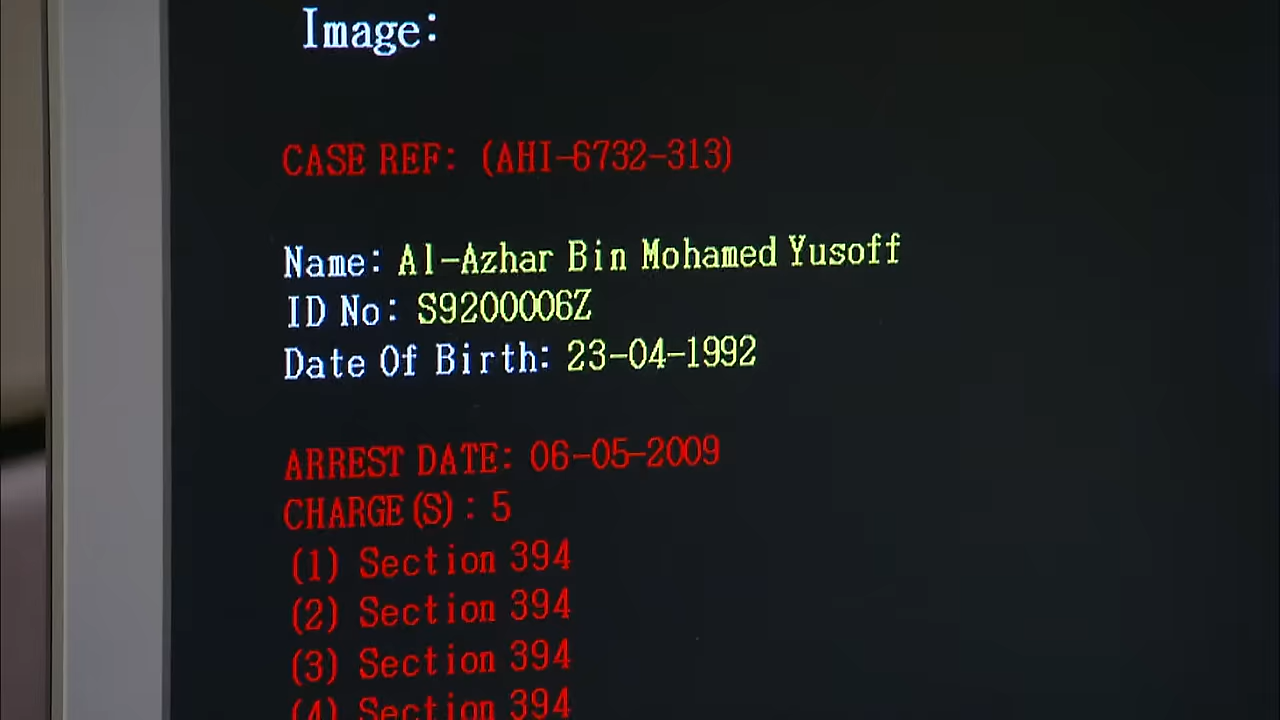 Image:
CASE REF: (AHI-6732-313)
Name: Al-Azhar Bin Mohamed Yusoff
ID No: S9200006Z
Date Of Birth: 23-04-1992
ARREST DATE: 06-05-2009
CHARGE(S): 5
(1) Section 394
(2) Section 394
(3) Section 394
(4) Section 394